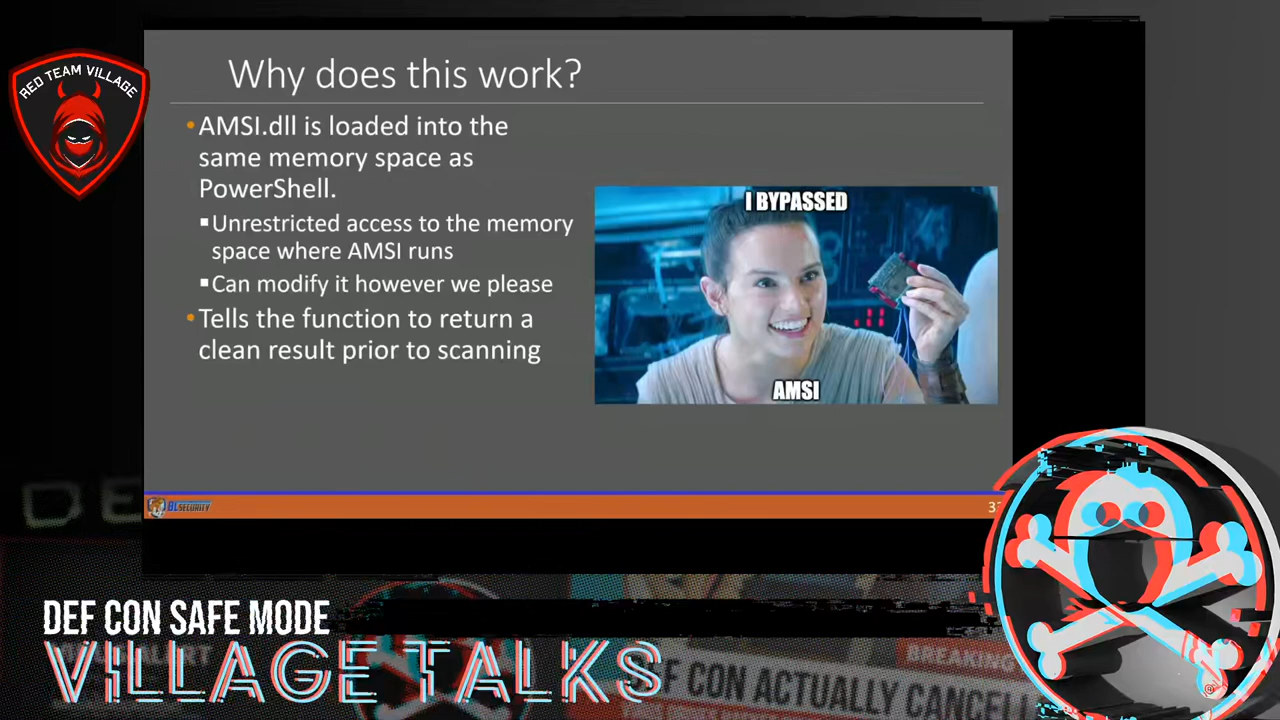 RED TEAM VILLAGE
Why does this work?
•AMSI.dll is loaded into the
same memory space as
PowerShell.
▪Unrestricted access to the memory
space where AMSI runs
▪Can modify it however we please
•Tells the function to return a
clean result prior to scanning
I BYPASSED
AMSI
BLSECURITY
DEF CON SAFE MODE
VILLAGE TALKS
BREAKING
DEF CON ACTUALLY CANCELL